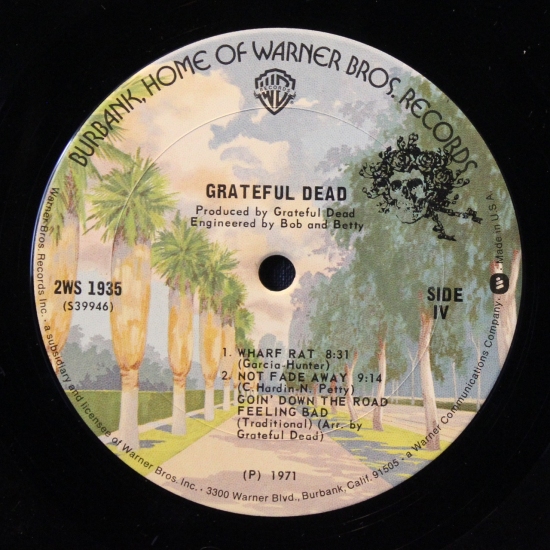 BURBANK, HOME OF WARNER BROS. RECORDS
RECORDS
GRATEFUL DEAD
Produced by Grateful Dead
Engineered by Bob and Betty
2WS 1935
(S39946)
SIDE
IV
1. WHARF RAT 8:31
(Garcia-Hunter)
2. NOT FADE AWAY 9:14
(C. Hardin-N. Petty)
GOIN' DOWN THE ROAD
FEELING BAD
(Traditional) (Arr. by
Grateful Dead)
(P) 1971
Warner Bros. Records Inc. • a subsidiary and licensee of Warner Bros. Inc. • 3300 Warner Blvd., Burbank, Calif. 91505 • a Warner Communications Company • Made in U.S.A.